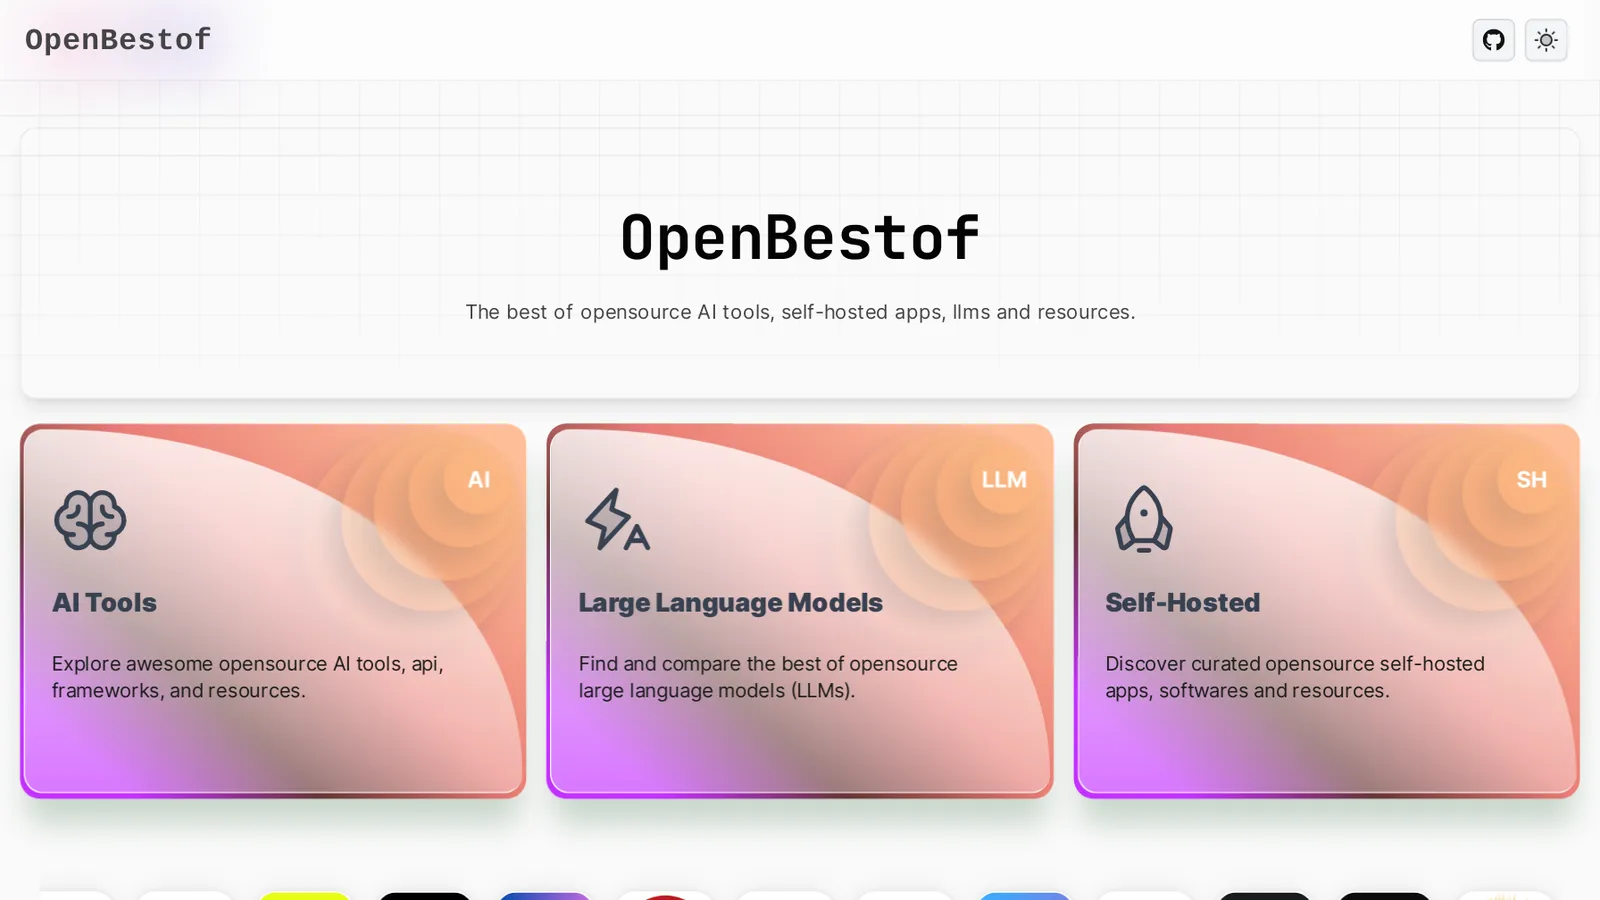 OpenBestof
OpenBestof
The best of opensource AI tools, self-hosted apps, llms and resources.
AI
AI Tools
Explore awesome opensource AI tools, api,
frameworks, and resources.
LLM
A
Large Language Models
Find and compare the best of opensource
large language models (LLMs).
SH
Self-Hosted
Discover curated opensource self-hosted
apps, softwares and resources.